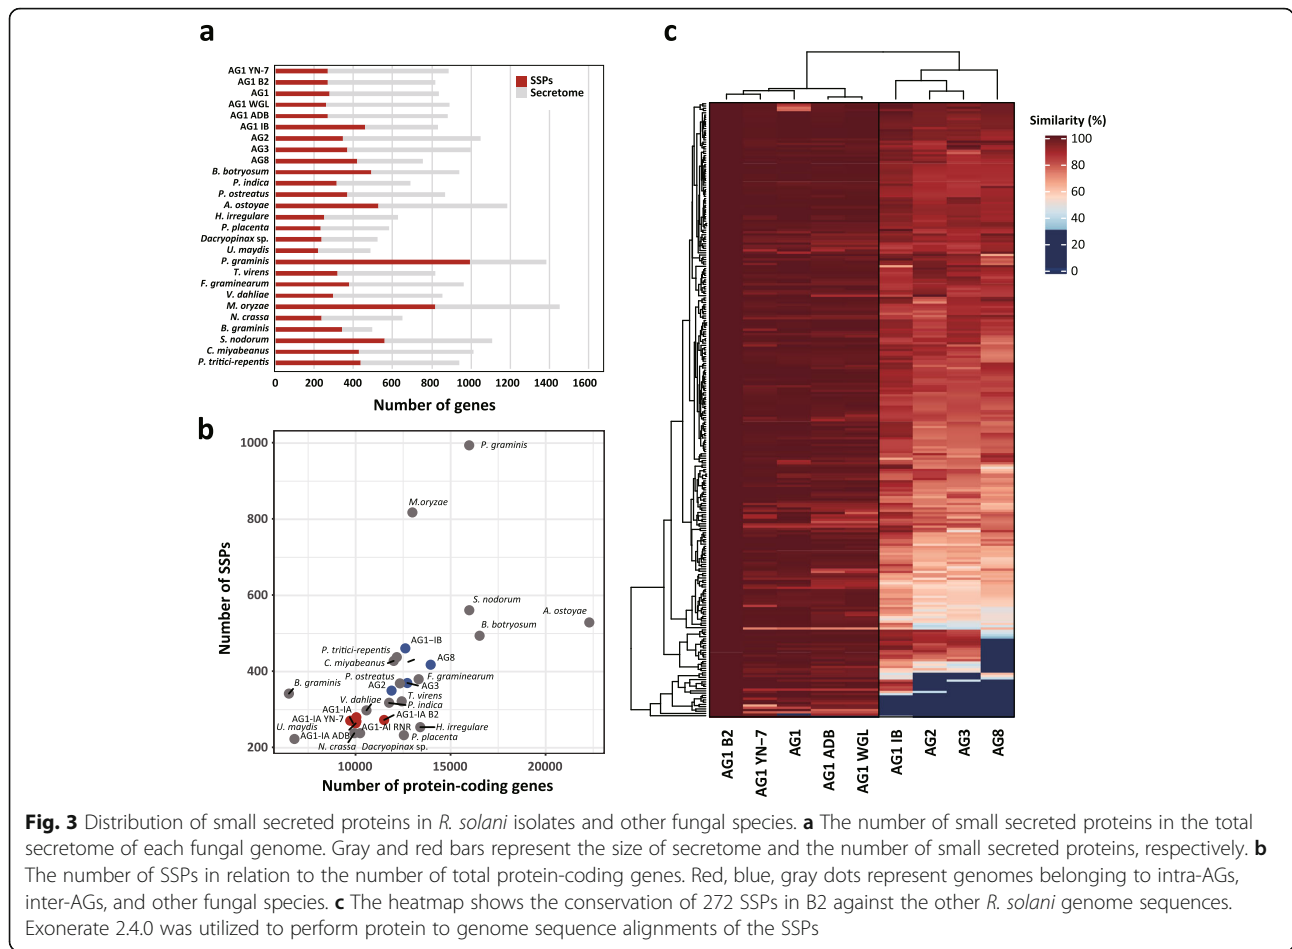 a
AG1 YN-7
AG1 B2
AG1
AG1 WGL
AG1 ADB
AG1 IB
AG2
AG3
AG8
B. botryosum
P. indica
P. ostreatus
A. ostoyae
H. irregulare
P. placenta
Dacryopinax sp.
U. maydis
P. graminis
T. virens
F. graminearum
V. dahliae
M. oryzae
N. crassa
B. graminis
S. nodorum
C. miyabeanus
P. tritici-repentis
SSPs
Secretome
0 200 400 600 800 1000 1200 1400 1600
Number of genes
b
1000
800
600
400
200
Number of SSPs
P. graminis
M.oryzae
S. nodorum
A. ostoyae
B. botryosum
AG1–IB
P. tritici-repentis
C. miyabeanus
AG8
P. ostreatus
F. graminearum
B. graminis
AG2
AG3
V. dahliae
T. virens
P. indica
AG1-IA
AG1-IA YN-7
AG1-IA B2
U. maydis
AG1-AI RNR
H. irregulare
AG1-IA ADB
P. placenta
N. crassa
Dacryopinax sp.
10000 15000 20000
Number of protein-coding genes
c
Similarity (%)
100
80
60
40
20
0
AG1 B2
AG1 YN−7
AG1
AG1 ADB
AG1 WGL
AG1 IB
AG2
AG3
AG8
Fig. 3 Distribution of small secreted proteins in R. solani isolates and other fungal species. a The number of small secreted proteins in the total
secretome of each fungal genome. Gray and red bars represent the size of secretome and the number of small secreted proteins, respectively. b
The number of SSPs in relation to the number of total protein-coding genes. Red, blue, gray dots represent genomes belonging to intra-AGs,
inter-AGs, and other fungal species. c The heatmap shows the conservation of 272 SSPs in B2 against the other R. solani genome sequences.
Exonerate 2.4.0 was utilized to perform protein to genome sequence alignments of the SSPs